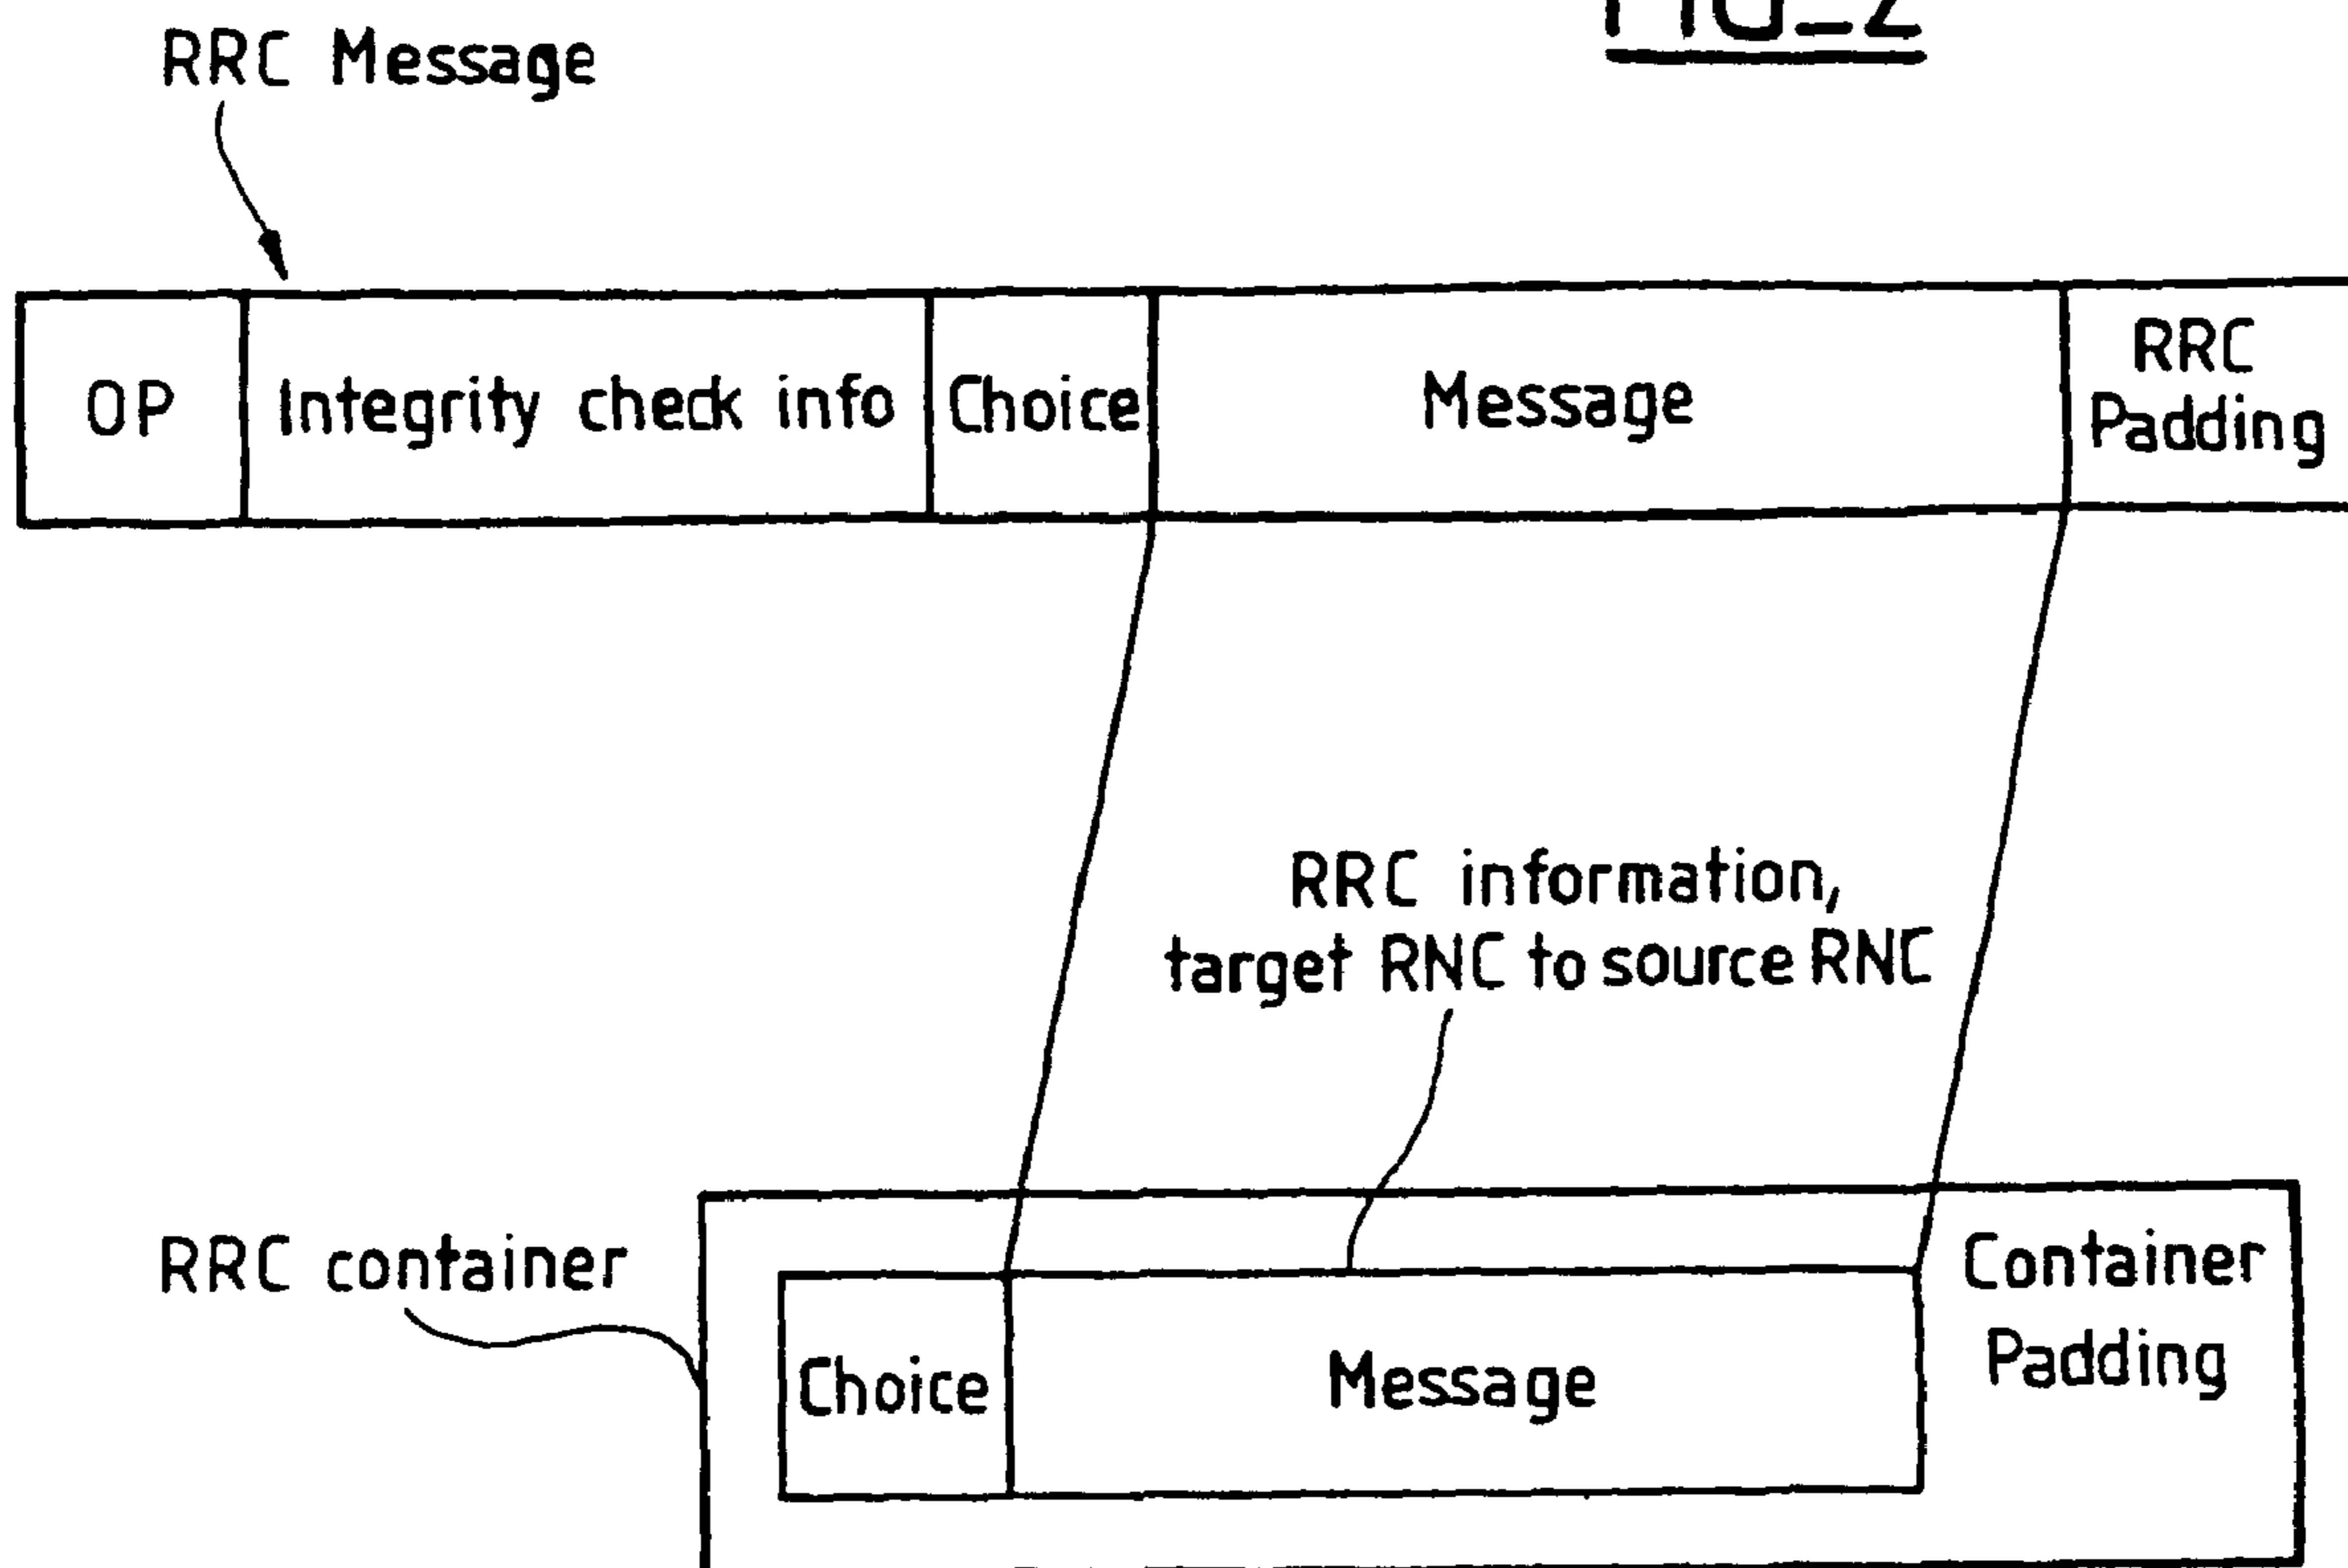 FIG_2
RRC Message
OP
Integrity check info
Choice
Message
RRC
Padding
RRC information,
target RNC to source RNC
RRC container
Choice
Message
Container
Padding